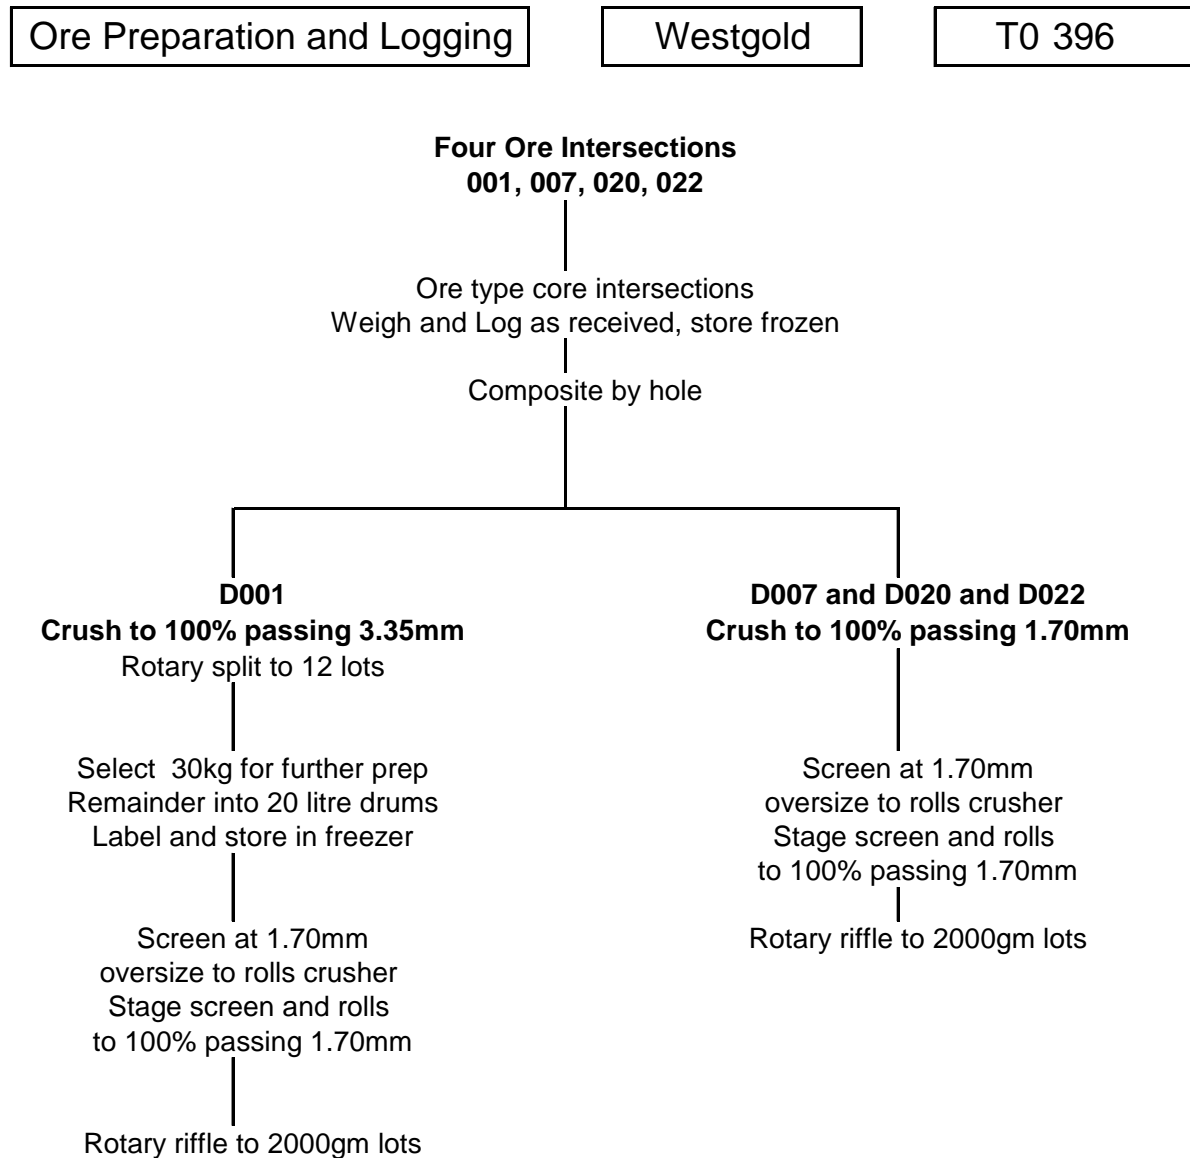 Ore Preparation and Logging
Westgold
T0 396
Four Ore Intersections
001, 007, 020, 022
Ore type core intersections
Weigh and Log as received, store frozen
Composite by hole
D001
Crush to 100% passing 3.35mm
Rotary split to 12 lots
Select  30kg for further prep
Remainder into 20 litre drums
Label and store in freezer
Screen at 1.70mm
oversize to rolls crusher
Stage screen and rolls
to 100% passing 1.70mm
Rotary riffle to 2000gm lots
D007 and D020 and D022
Crush to 100% passing 1.70mm
Screen at 1.70mm
oversize to rolls crusher
Stage screen and rolls
to 100% passing 1.70mm
Rotary riffle to 2000gm lots